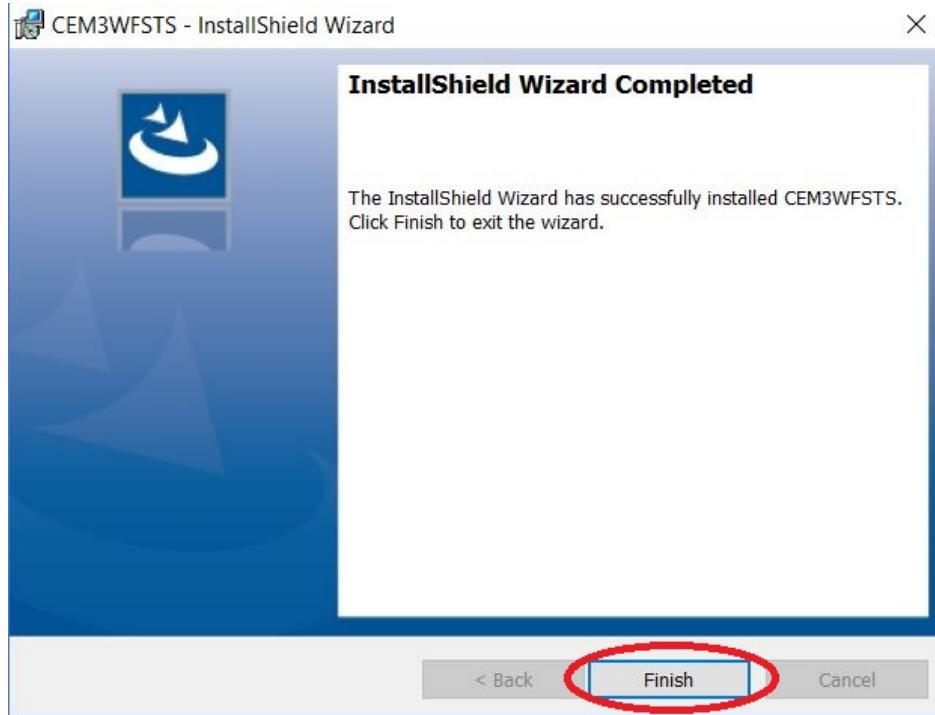 CEM3WFSTS - InstallShield Wizard
InstallShield Wizard Completed
The InstallShield Wizard has successfully installed CEM3WFSTS.
Click Finish to exit the wizard.
< Back Finish Cancel